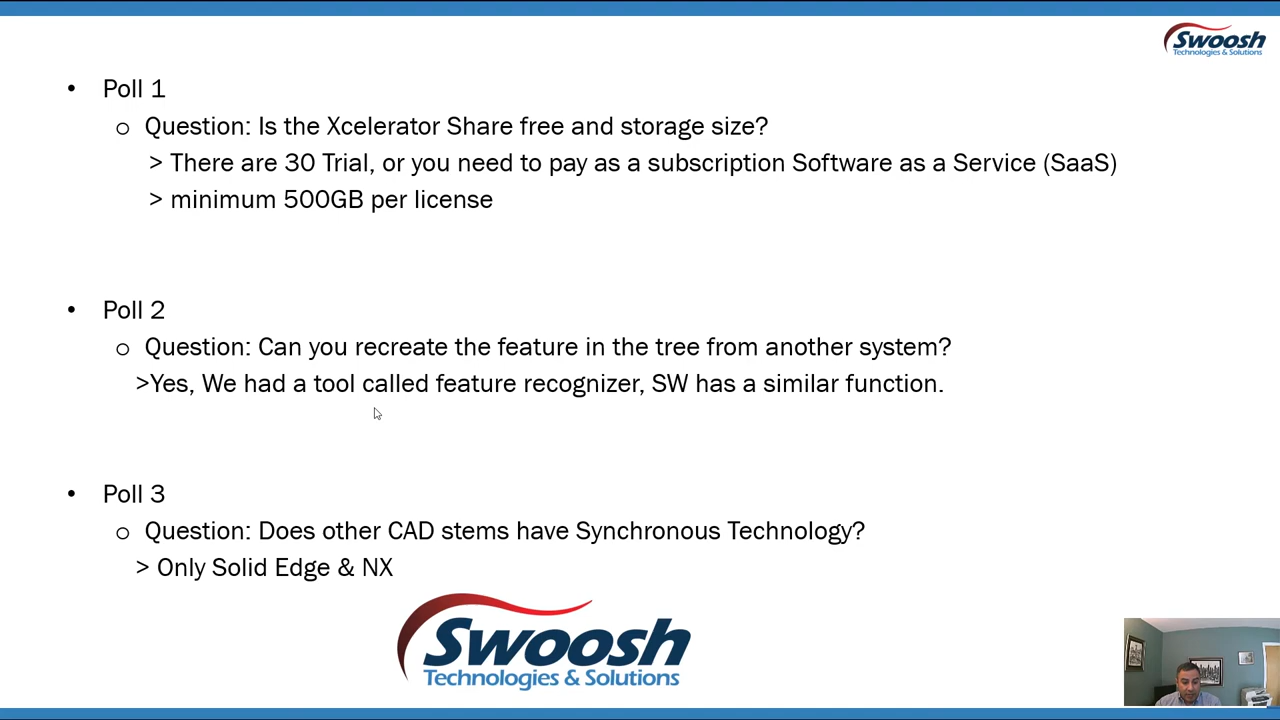 Swoosh
Technologies & Solutions
• Poll 1
o Question: Is the Xcelerator Share free and storage size?
> There are 30 Trial, or you need to pay as a subscription Software as a Service (SaaS)
> minimum 500GB per license
• Poll 2
o Question: Can you recreate the feature in the tree from another system?
>Yes, We had a tool called feature recognizer, SW has a similar function.
• Poll 3
o Question: Does other CAD stems have Synchronous Technology?
> Only Solid Edge & NX
Swoosh
Technologies & Solutions